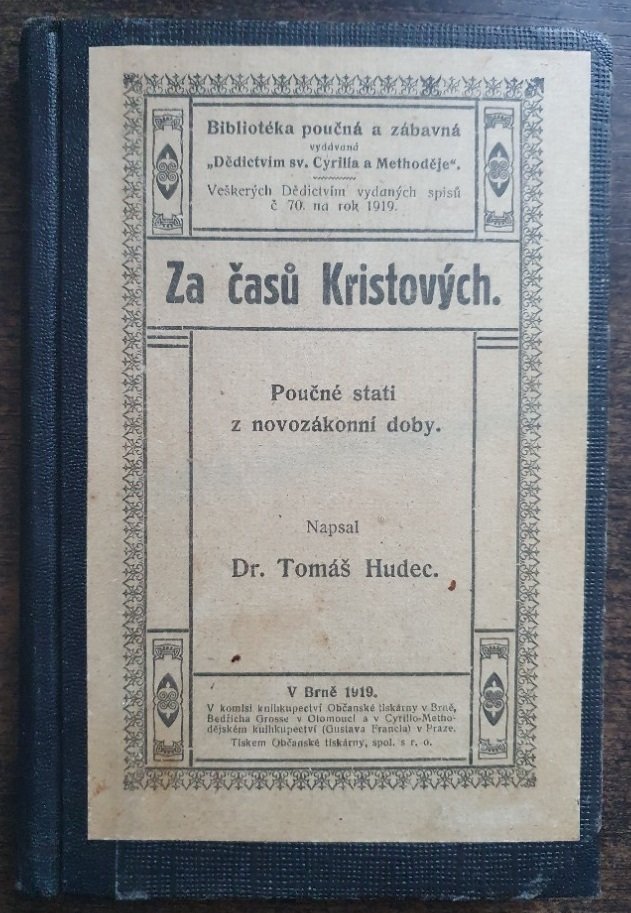 Bibliotéka poučná a zábavná
vydávaná
„Dědictvím sv. Cyrilla a Methoděje“.
Veškerých Dědictvím vydaných spisů
č 70. na rok 1919.
Za časů Kristových.
Poučné stati
z novozákonní doby.
Napsal
Dr. Tomáš Hudec.
V Brně 1919.
V komisi knihkupectví Občanské tiskárny v Brně,
Bedřicha Grosse v Olomouci a v Cyrillo-Metho-
dějském knihkupectví (Gustava Francla) v Praze.
Tiskem Občanské tiskárny, spol. s r. o.